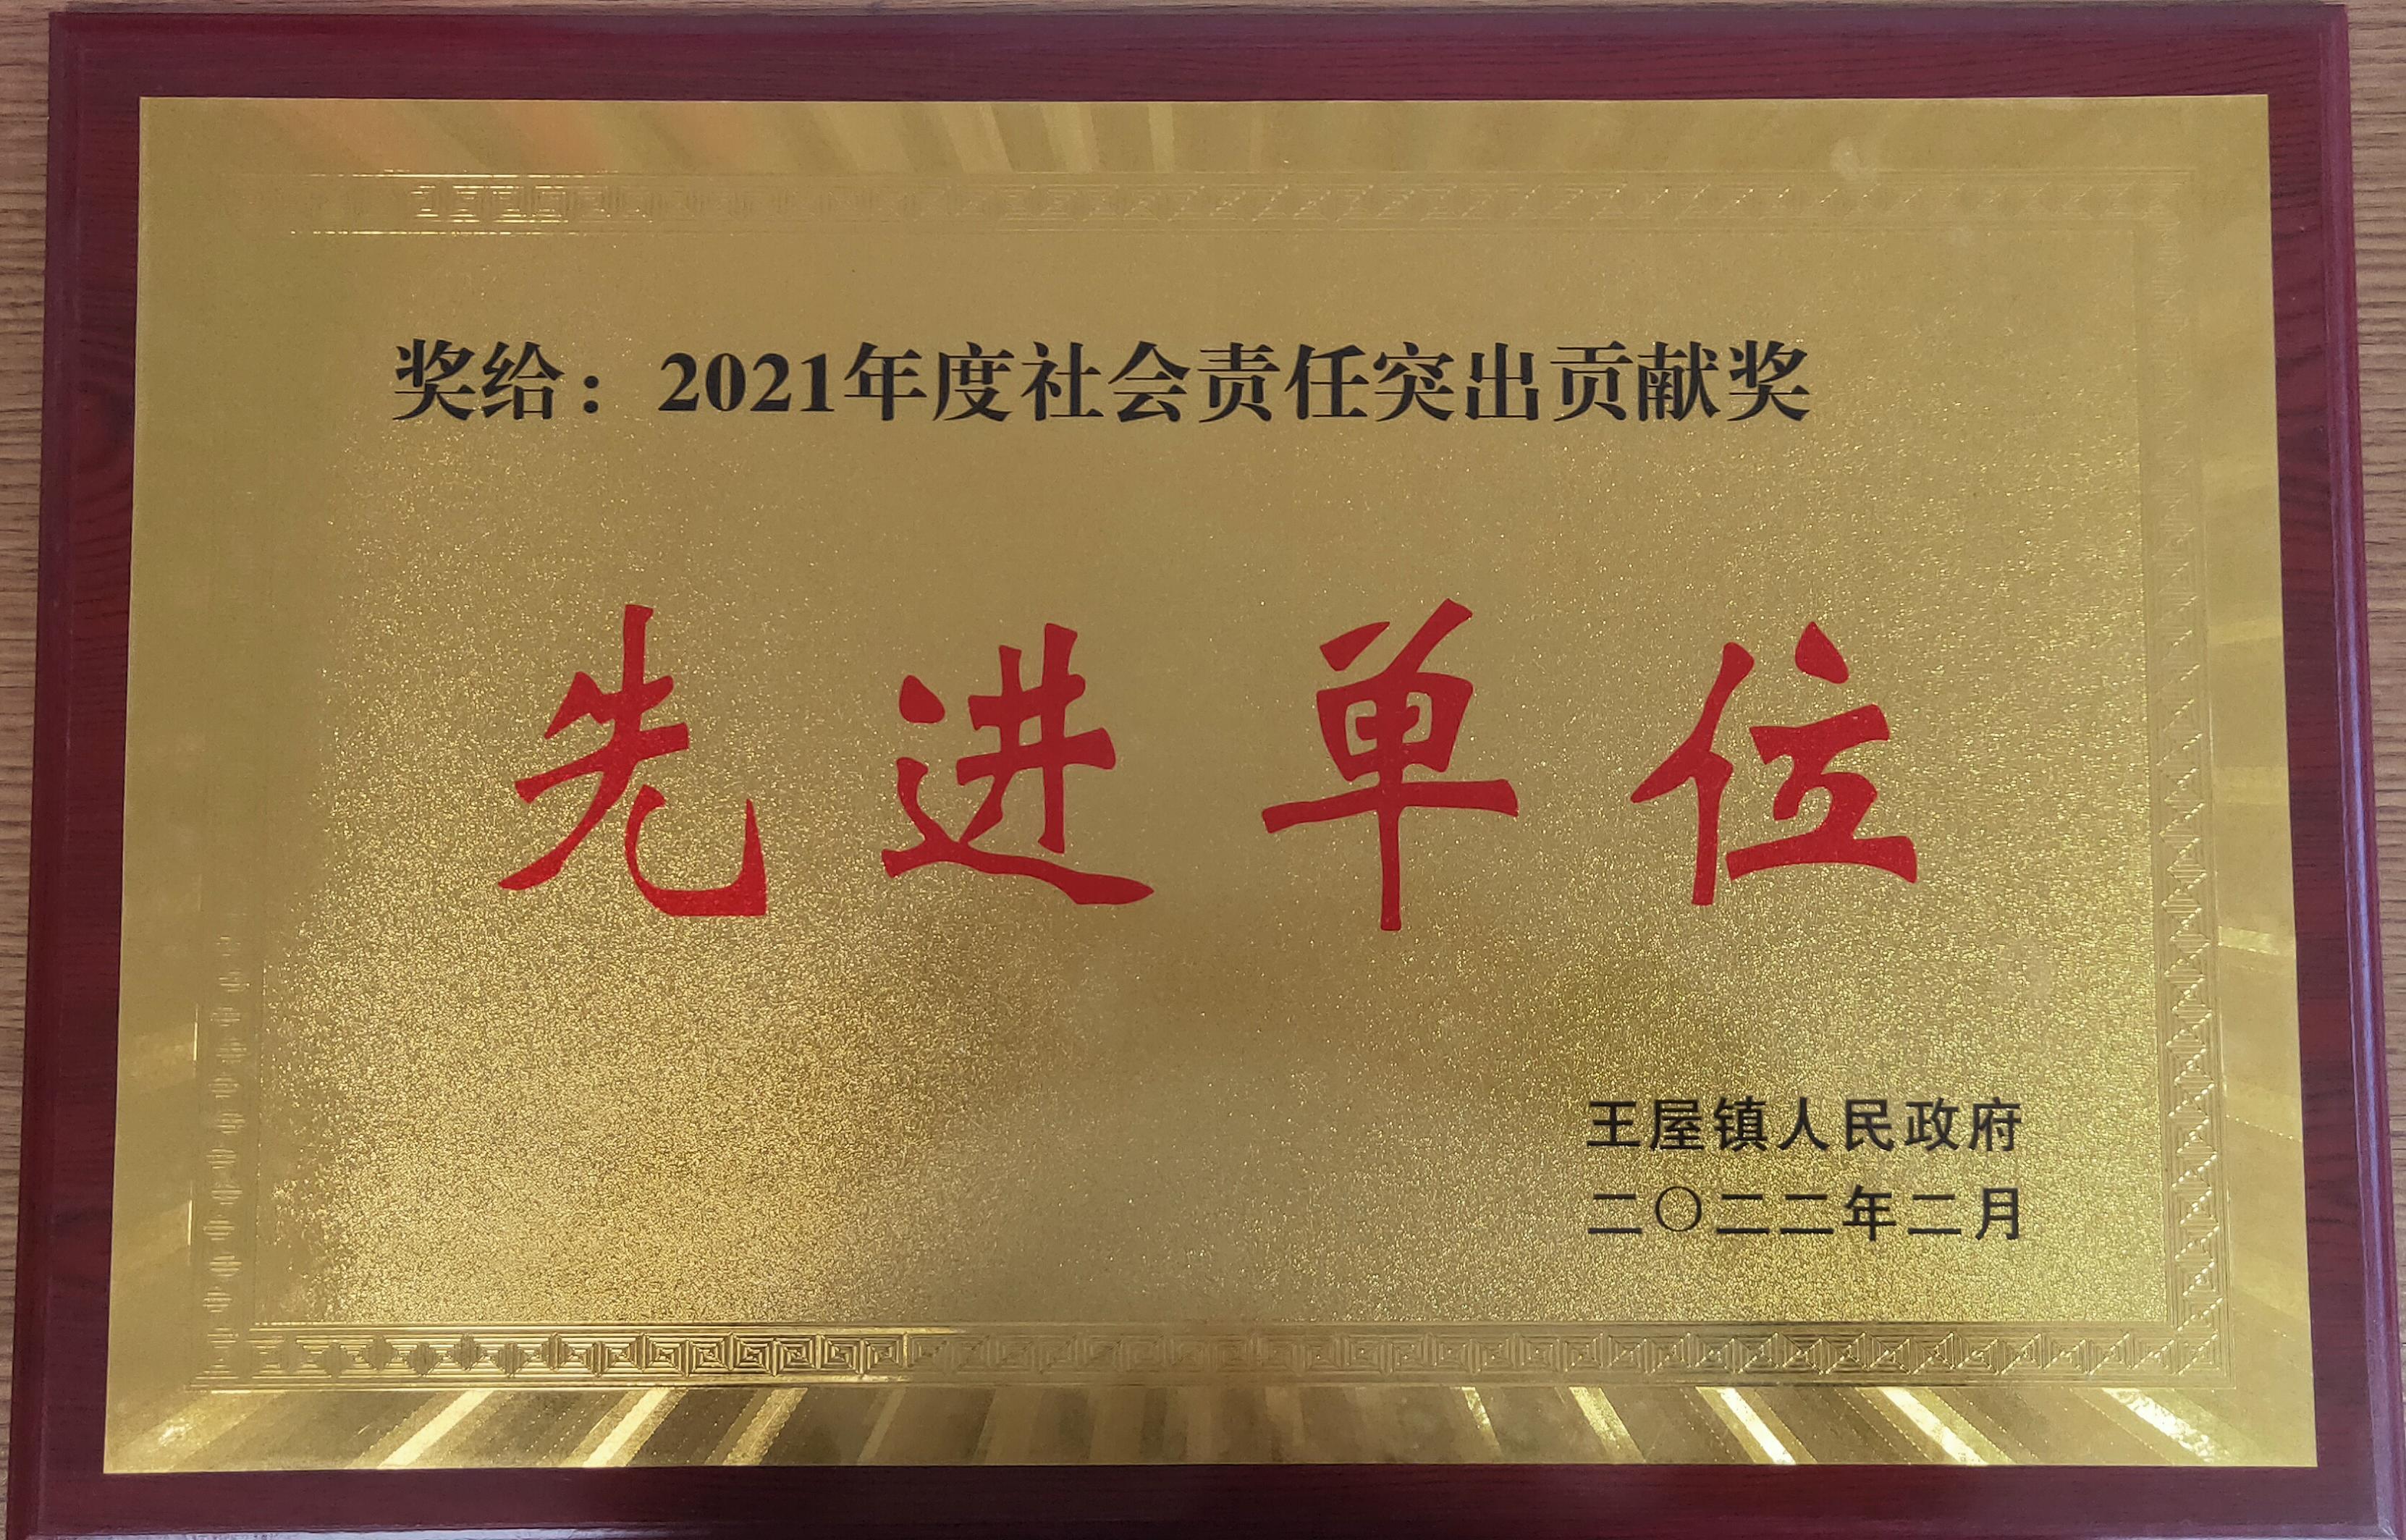 奖给：2021年度社会责任突出贡献奖
先进单位
王屋镇人民政府
二〇二二年二月